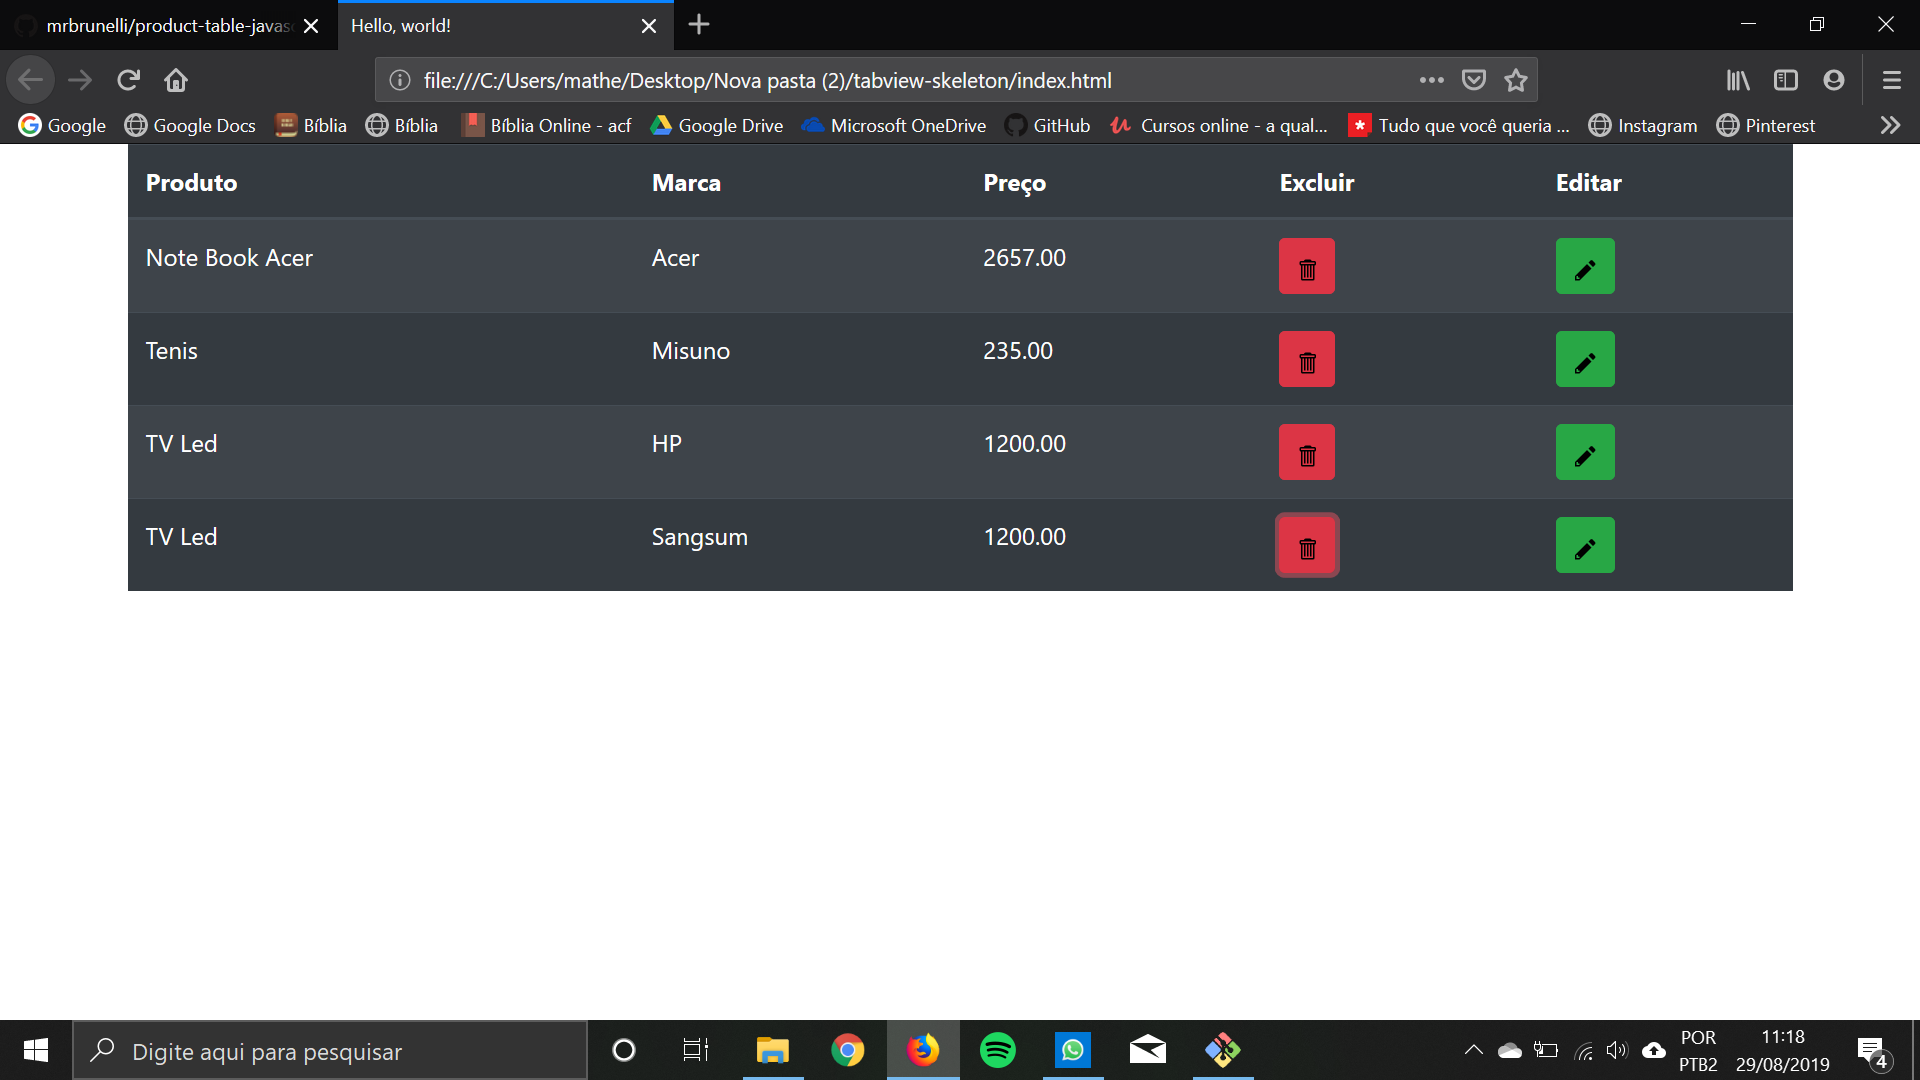 mrbrunelli/product-table-javasc
Hello, world!
file:///C:/Users/mathe/Desktop/Nova pasta (2)/tabview-skeleton/index.html
Google Google Docs Bíblia Bíblia Bíblia Online - acf Google Drive Microsoft OneDrive GitHub Cursos online - a qual... Tudo que você queria ... Instagram Pinterest
Produto Marca Preço Excluir Editar
Note Book Acer Acer 2657.00
Tenis Misuno 235.00
TV Led HP 1200.00
TV Led Sangsum 1200.00
Digite aqui para pesquisar
POR 11:18
PTB2 29/08/2019
4